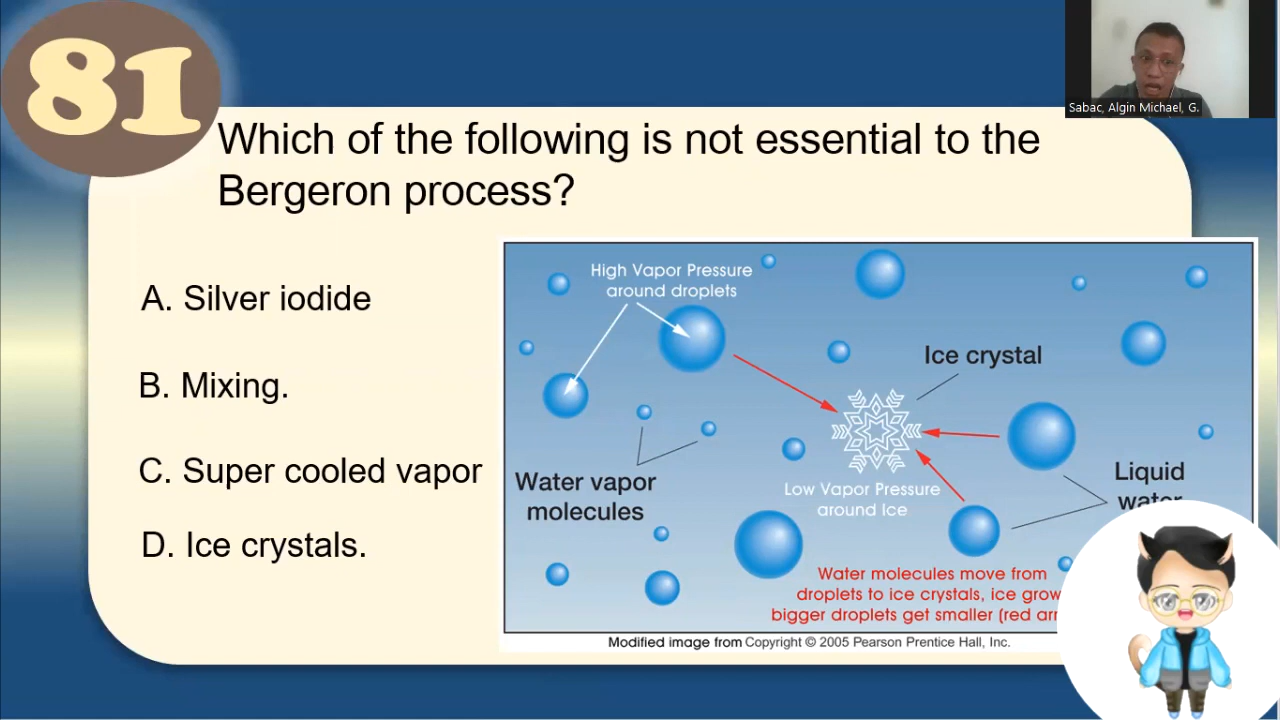 81
Sabac, Algin Michael, G.
Which of the following is not essential to the
Bergeron process?
A. Silver iodide
B. Mixing.
C. Super cooled vapor
D. Ice crystals.
High Vapor Pressure
around droplets
Ice crystal
Water vapor
molecules
Low Vapor Pressure
around Ice
Liquid
water
Water molecules move from
droplets to ice crystals, ice grow
bigger droplets get smaller (red arr
Modified image from Copyright © 2005 Pearson Prentice Hall, Inc.